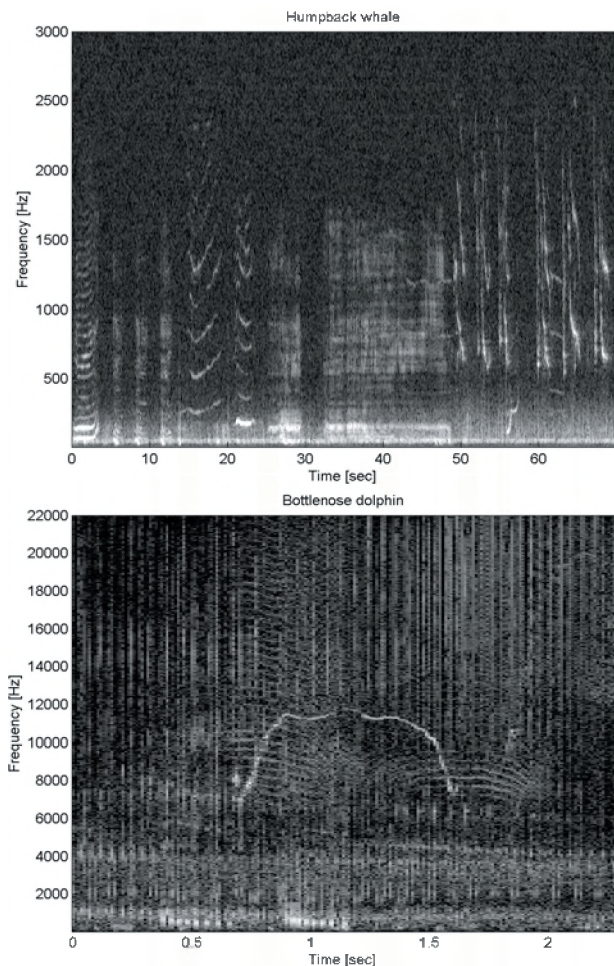 Humpback whale
3000
2500
2000
1500
1000
500
Frequency [Hz]
0 10 20 30 40 50 60
Time [sec]
Bottlenose dolphin
22000
20000
18000
16000
14000
12000
10000
8000
6000
4000
2000
Frequency [Hz]
0 0.5 1 1.5 2
Time [sec]